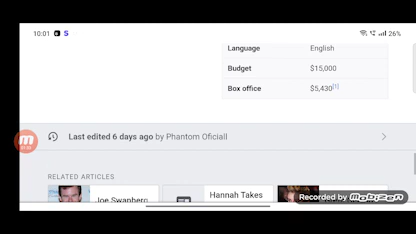 10:01 S 26%
Language English
Budget $15,000
Box office $5,430[1]
Last edited 6 days ago by Phantom Oficiall
RELATED ARTICLES
Joe Swanberg
Hannah Takes
Recorded by mobizen